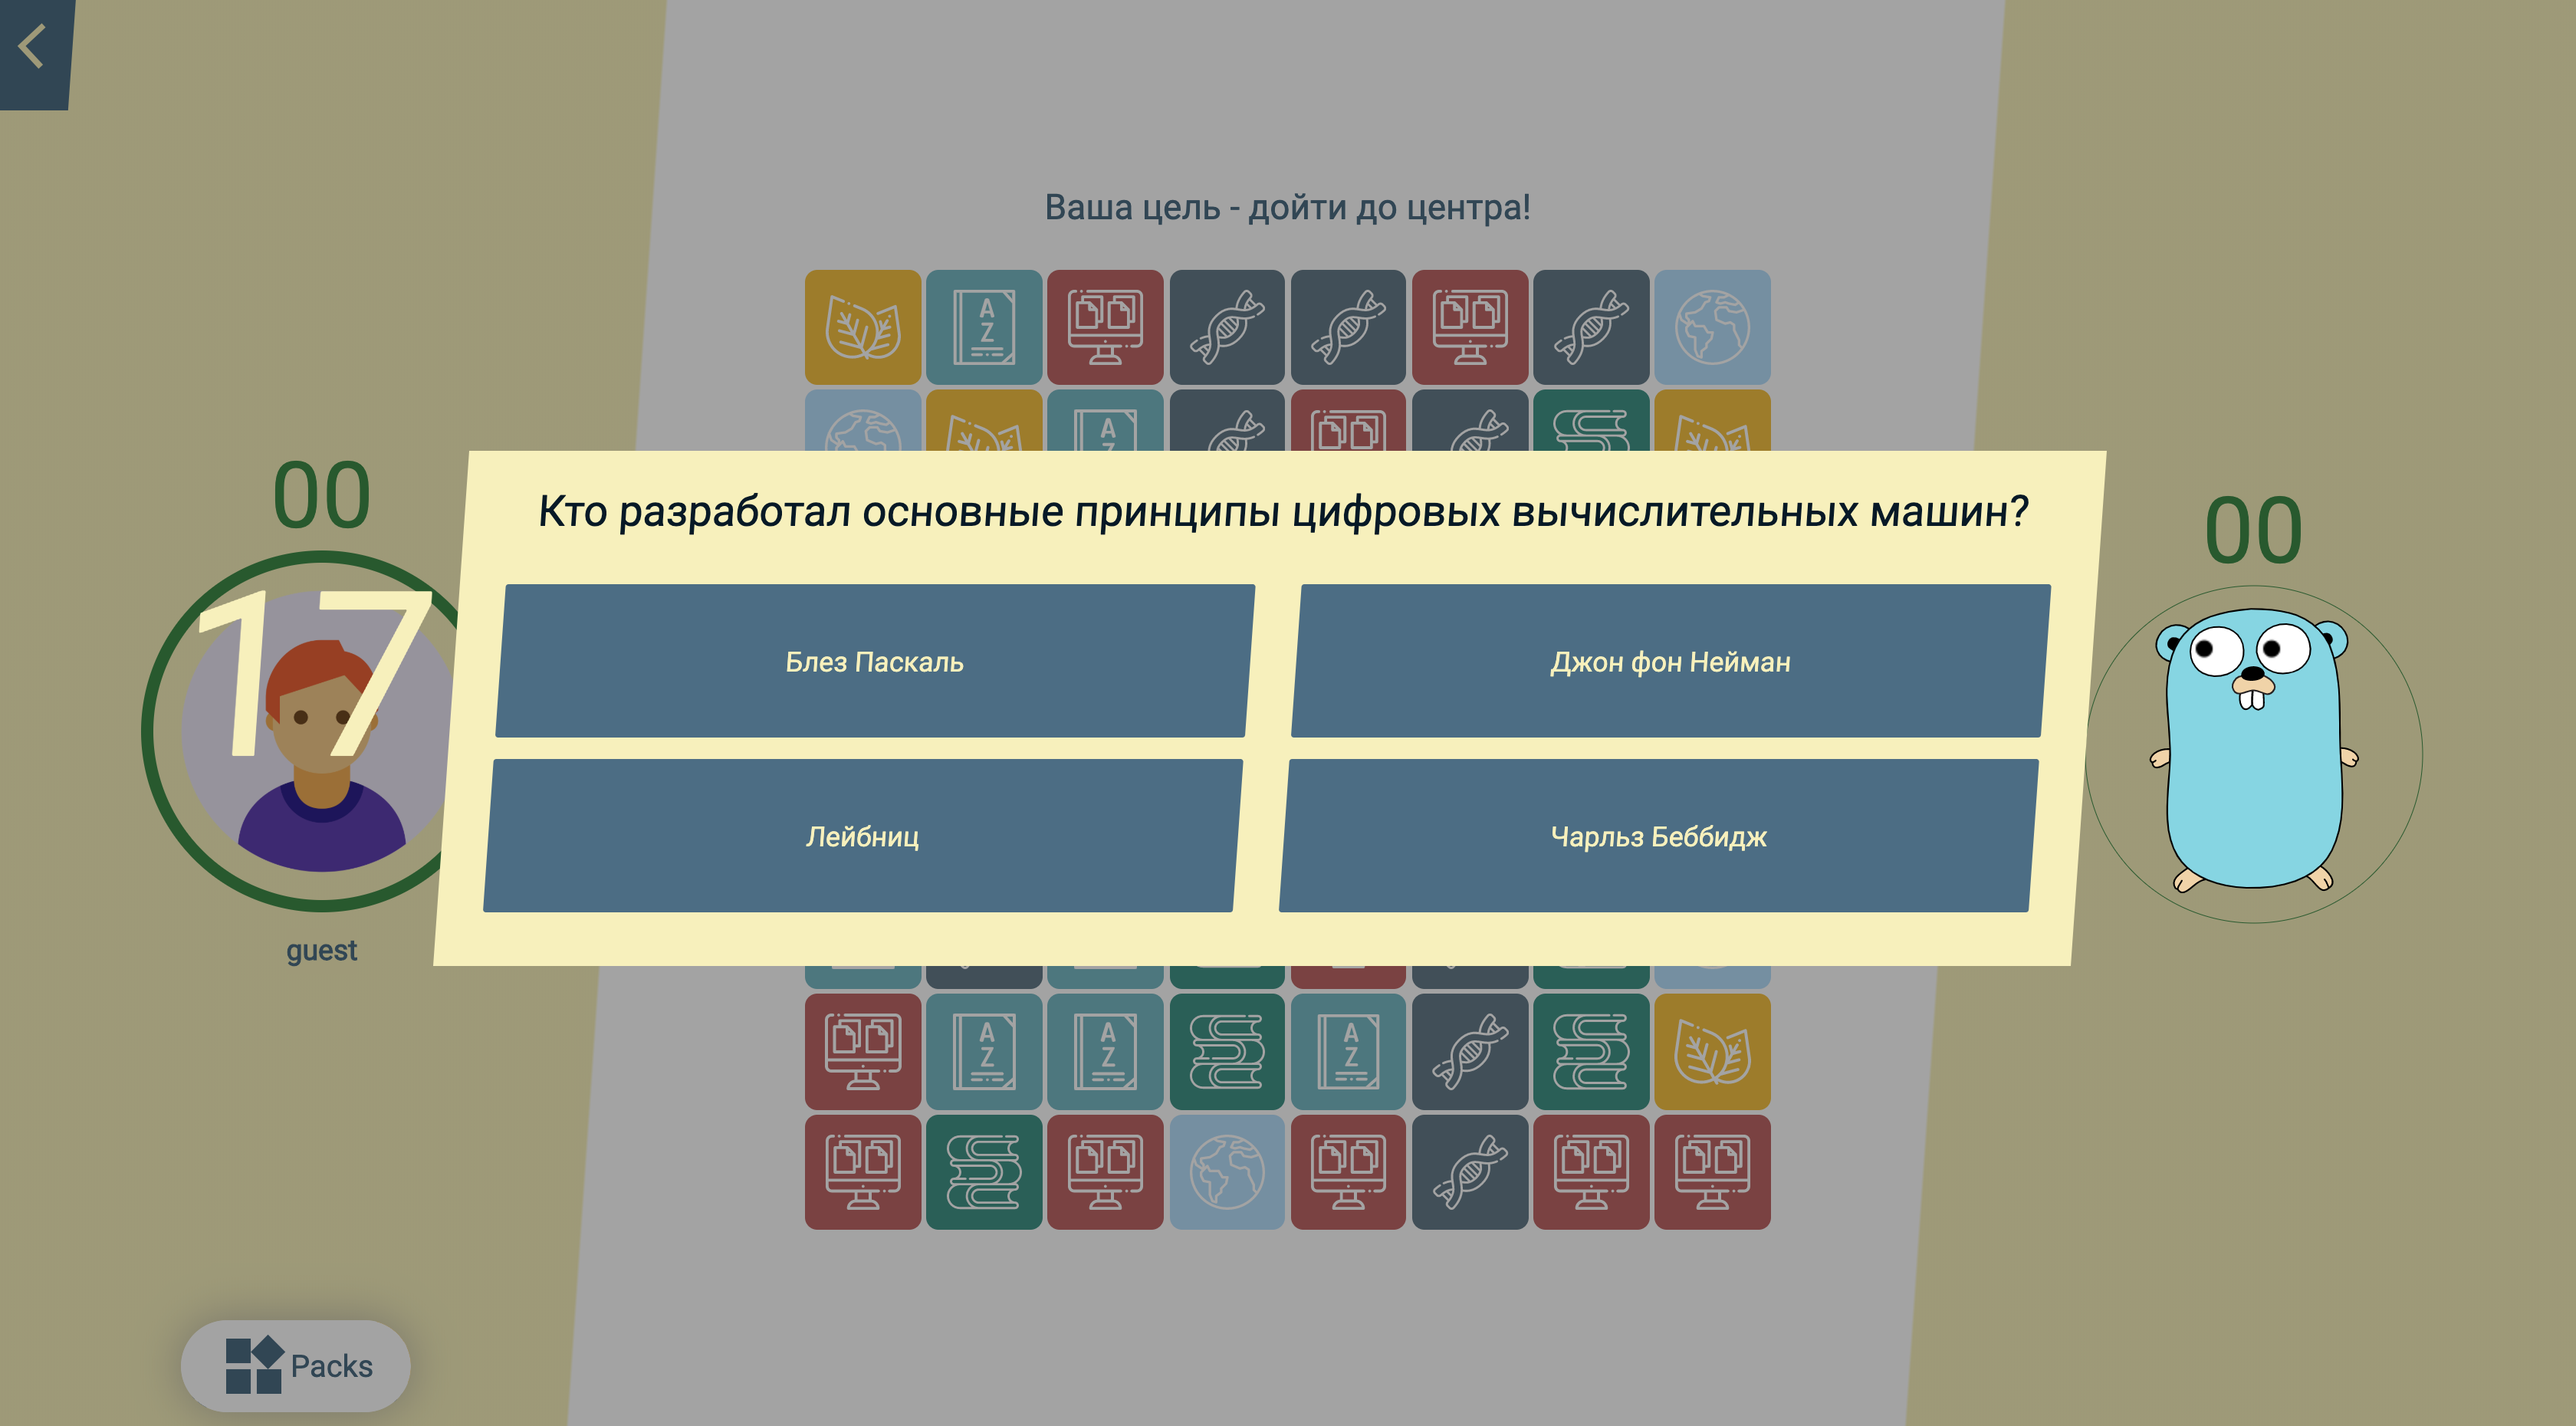 Ваша цель - дойти до центра!
00
00
17
Кто разработал основные принципы цифровых вычислительных машин?
Блез Паскаль
Джон фон Нейман
Лейбниц
Чарльз Беббидж
guest
Packs
A
Z
A
Z
A
Z
A
Z
A
Z